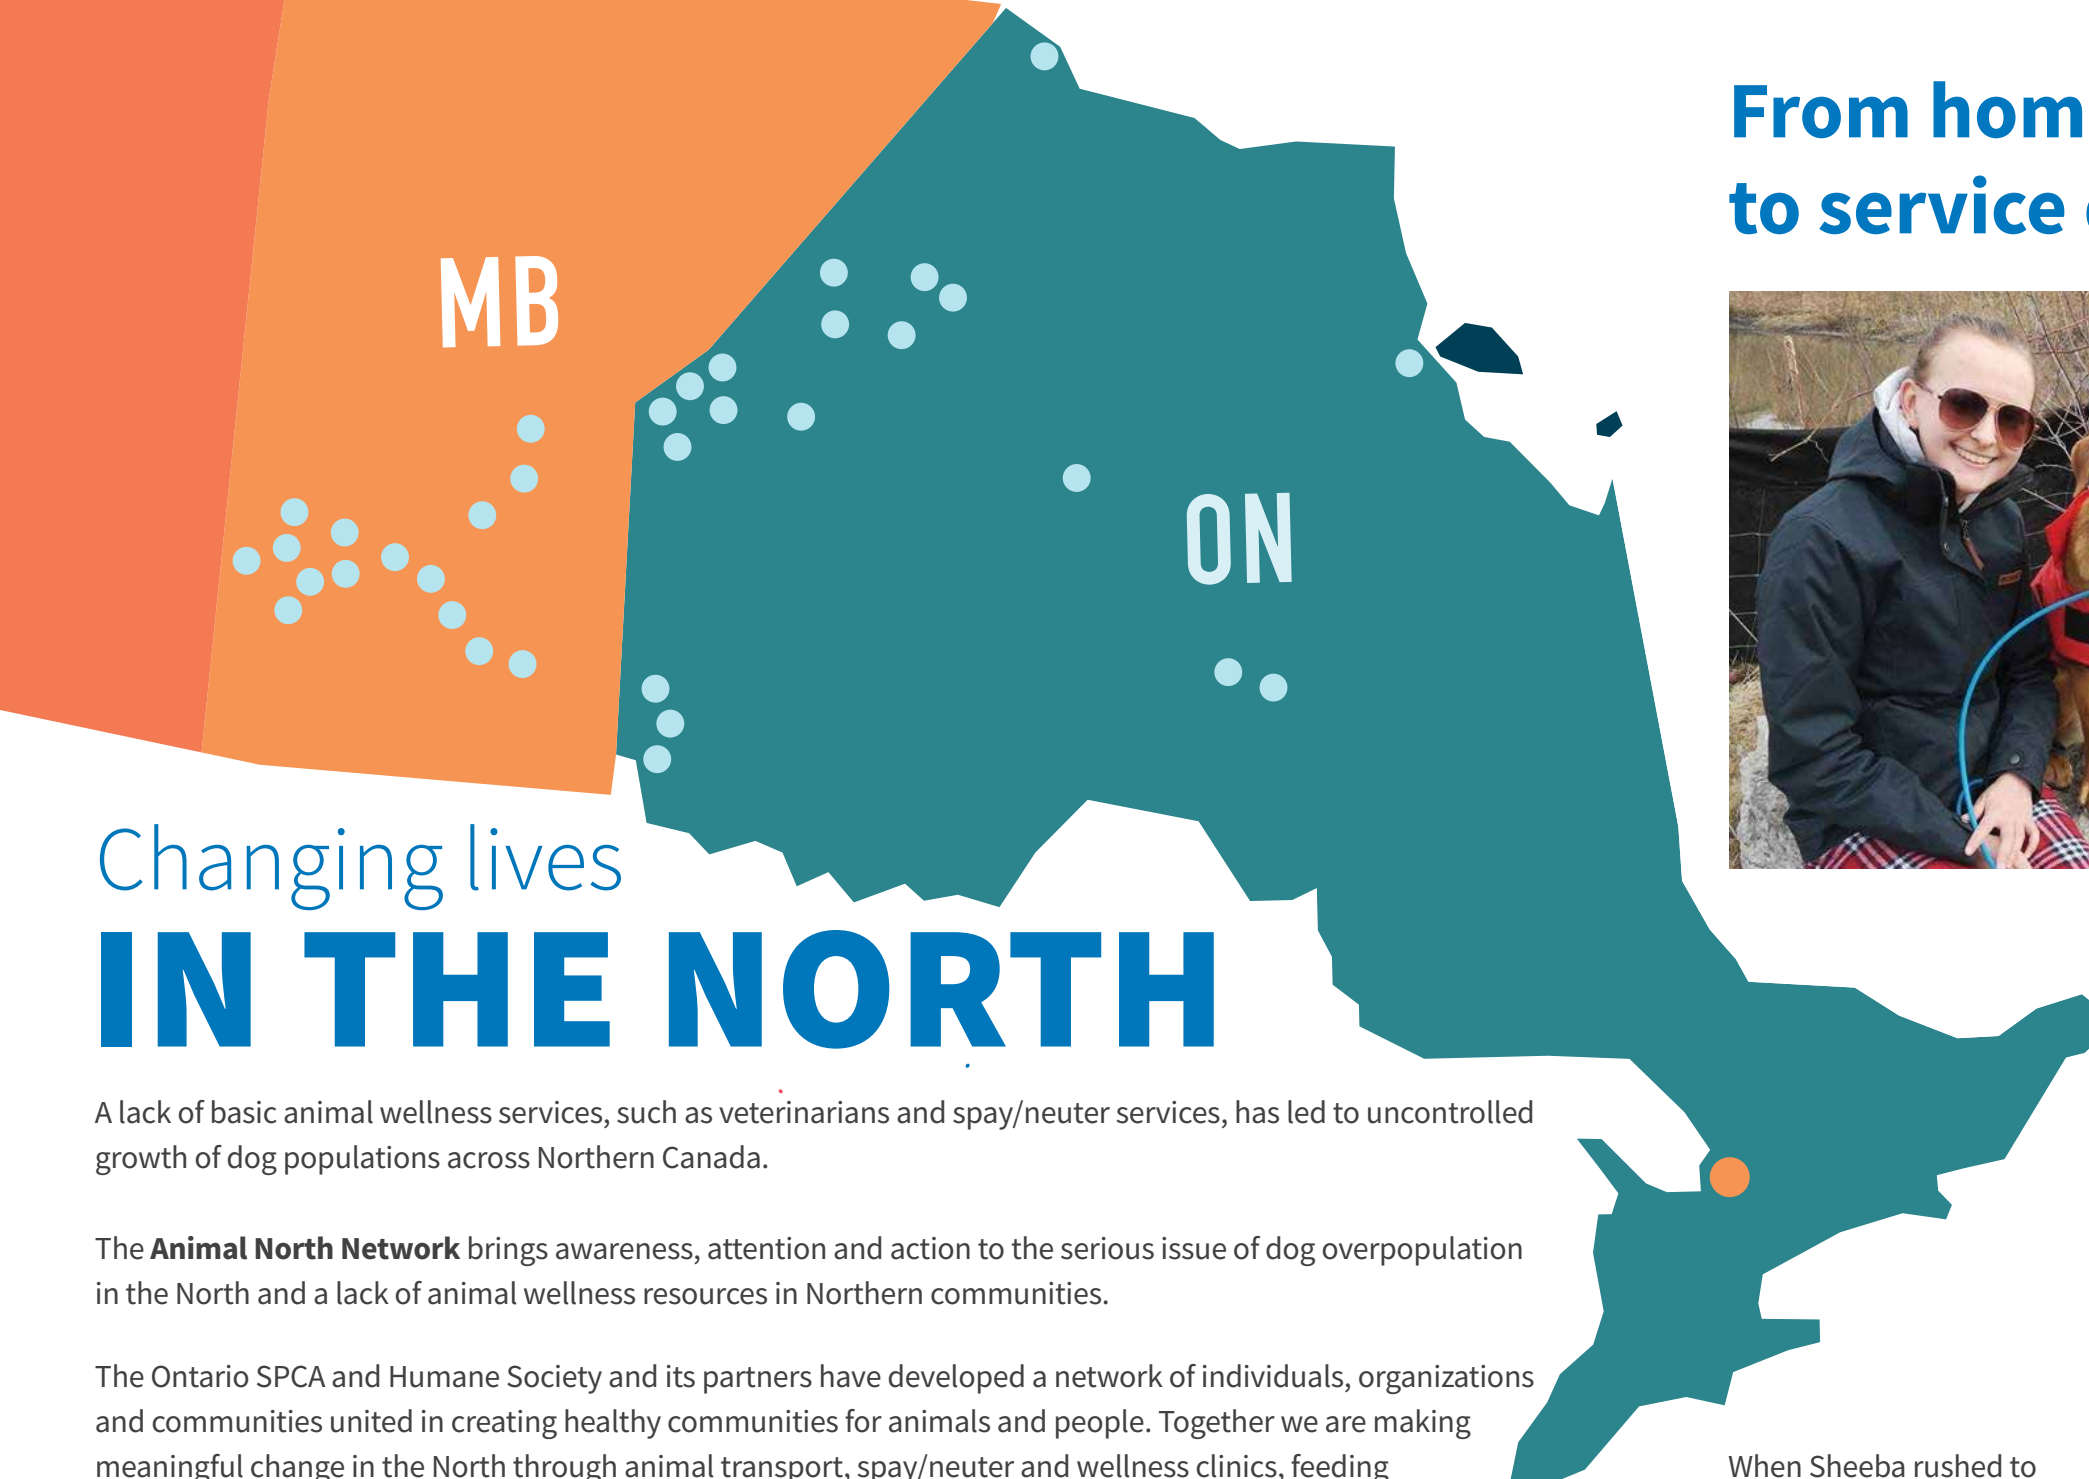 MB
ON
Changing lives
IN THE NORTH
A lack of basic animal wellness services, such as veterinarians and spay/neuter services, has led to uncontrolled
growth of dog populations across Northern Canada.
The Animal North Network brings awareness, attention and action to the serious issue of dog overpopulation
in the North and a lack of animal wellness resources in Northern communities.
The Ontario SPCA and Humane Society and its partners have developed a network of individuals, organizations
and communities united in creating healthy communities for animals and people. Together we are making
meaningful change in the North through animal transport, spay/neuter and wellness clinics, feeding
From hom
to service
When Sheeba rushed to